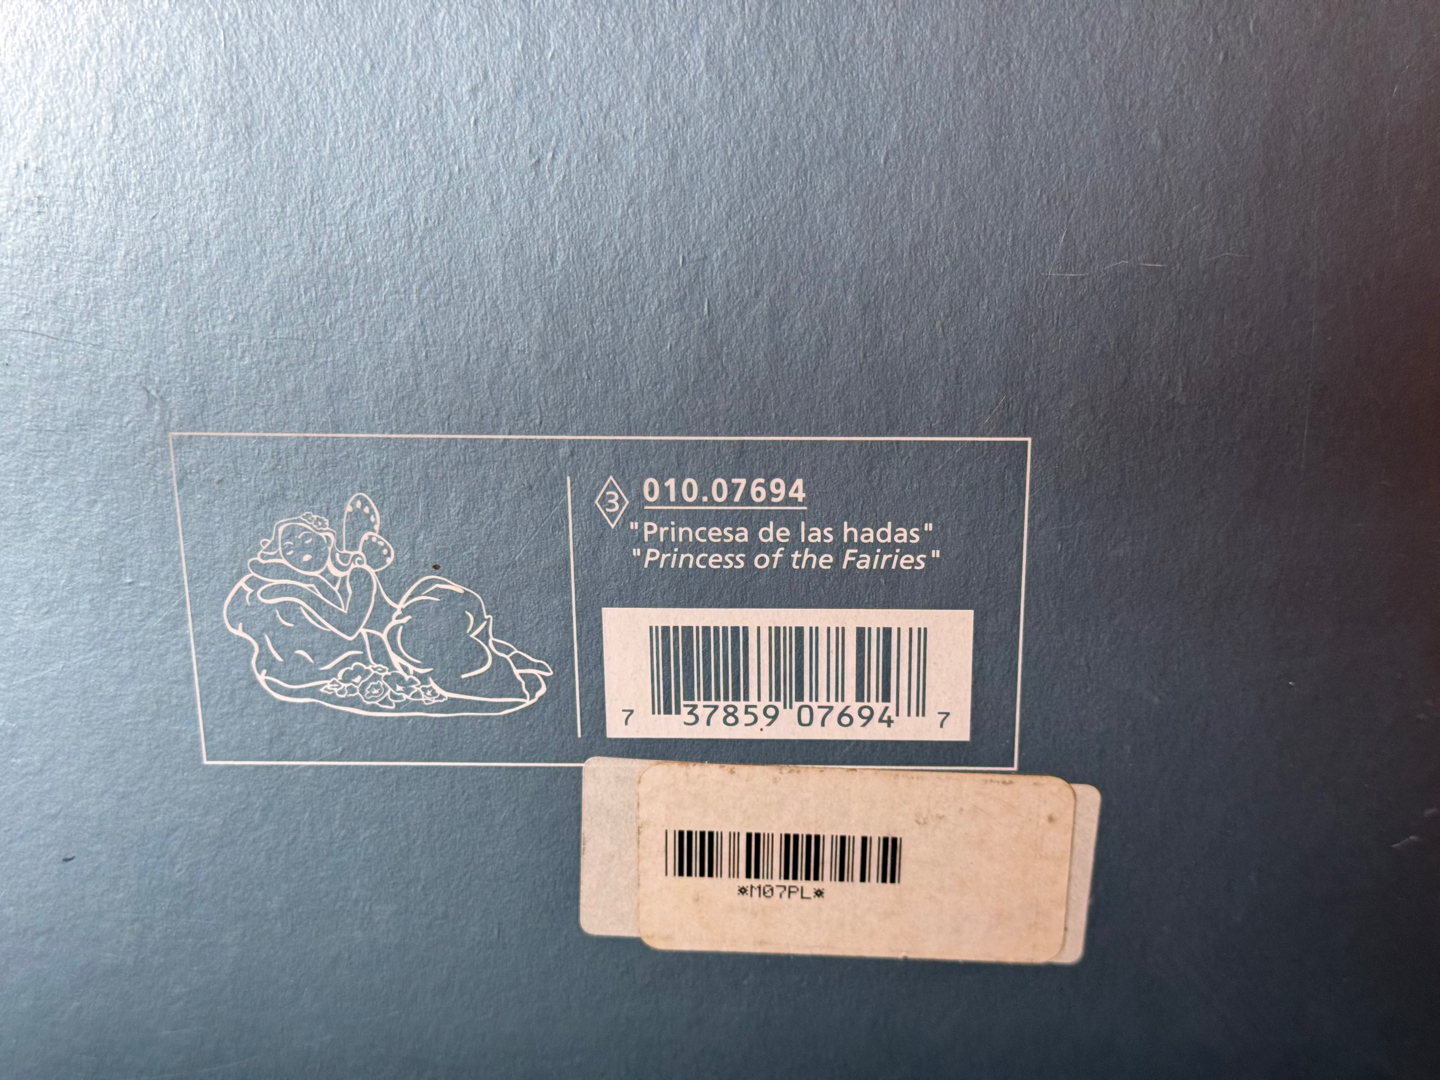 3 010.07694
"Princesa de las hadas"
"Princess of the Fairies"
7 37859 07694 7
*M07PL*